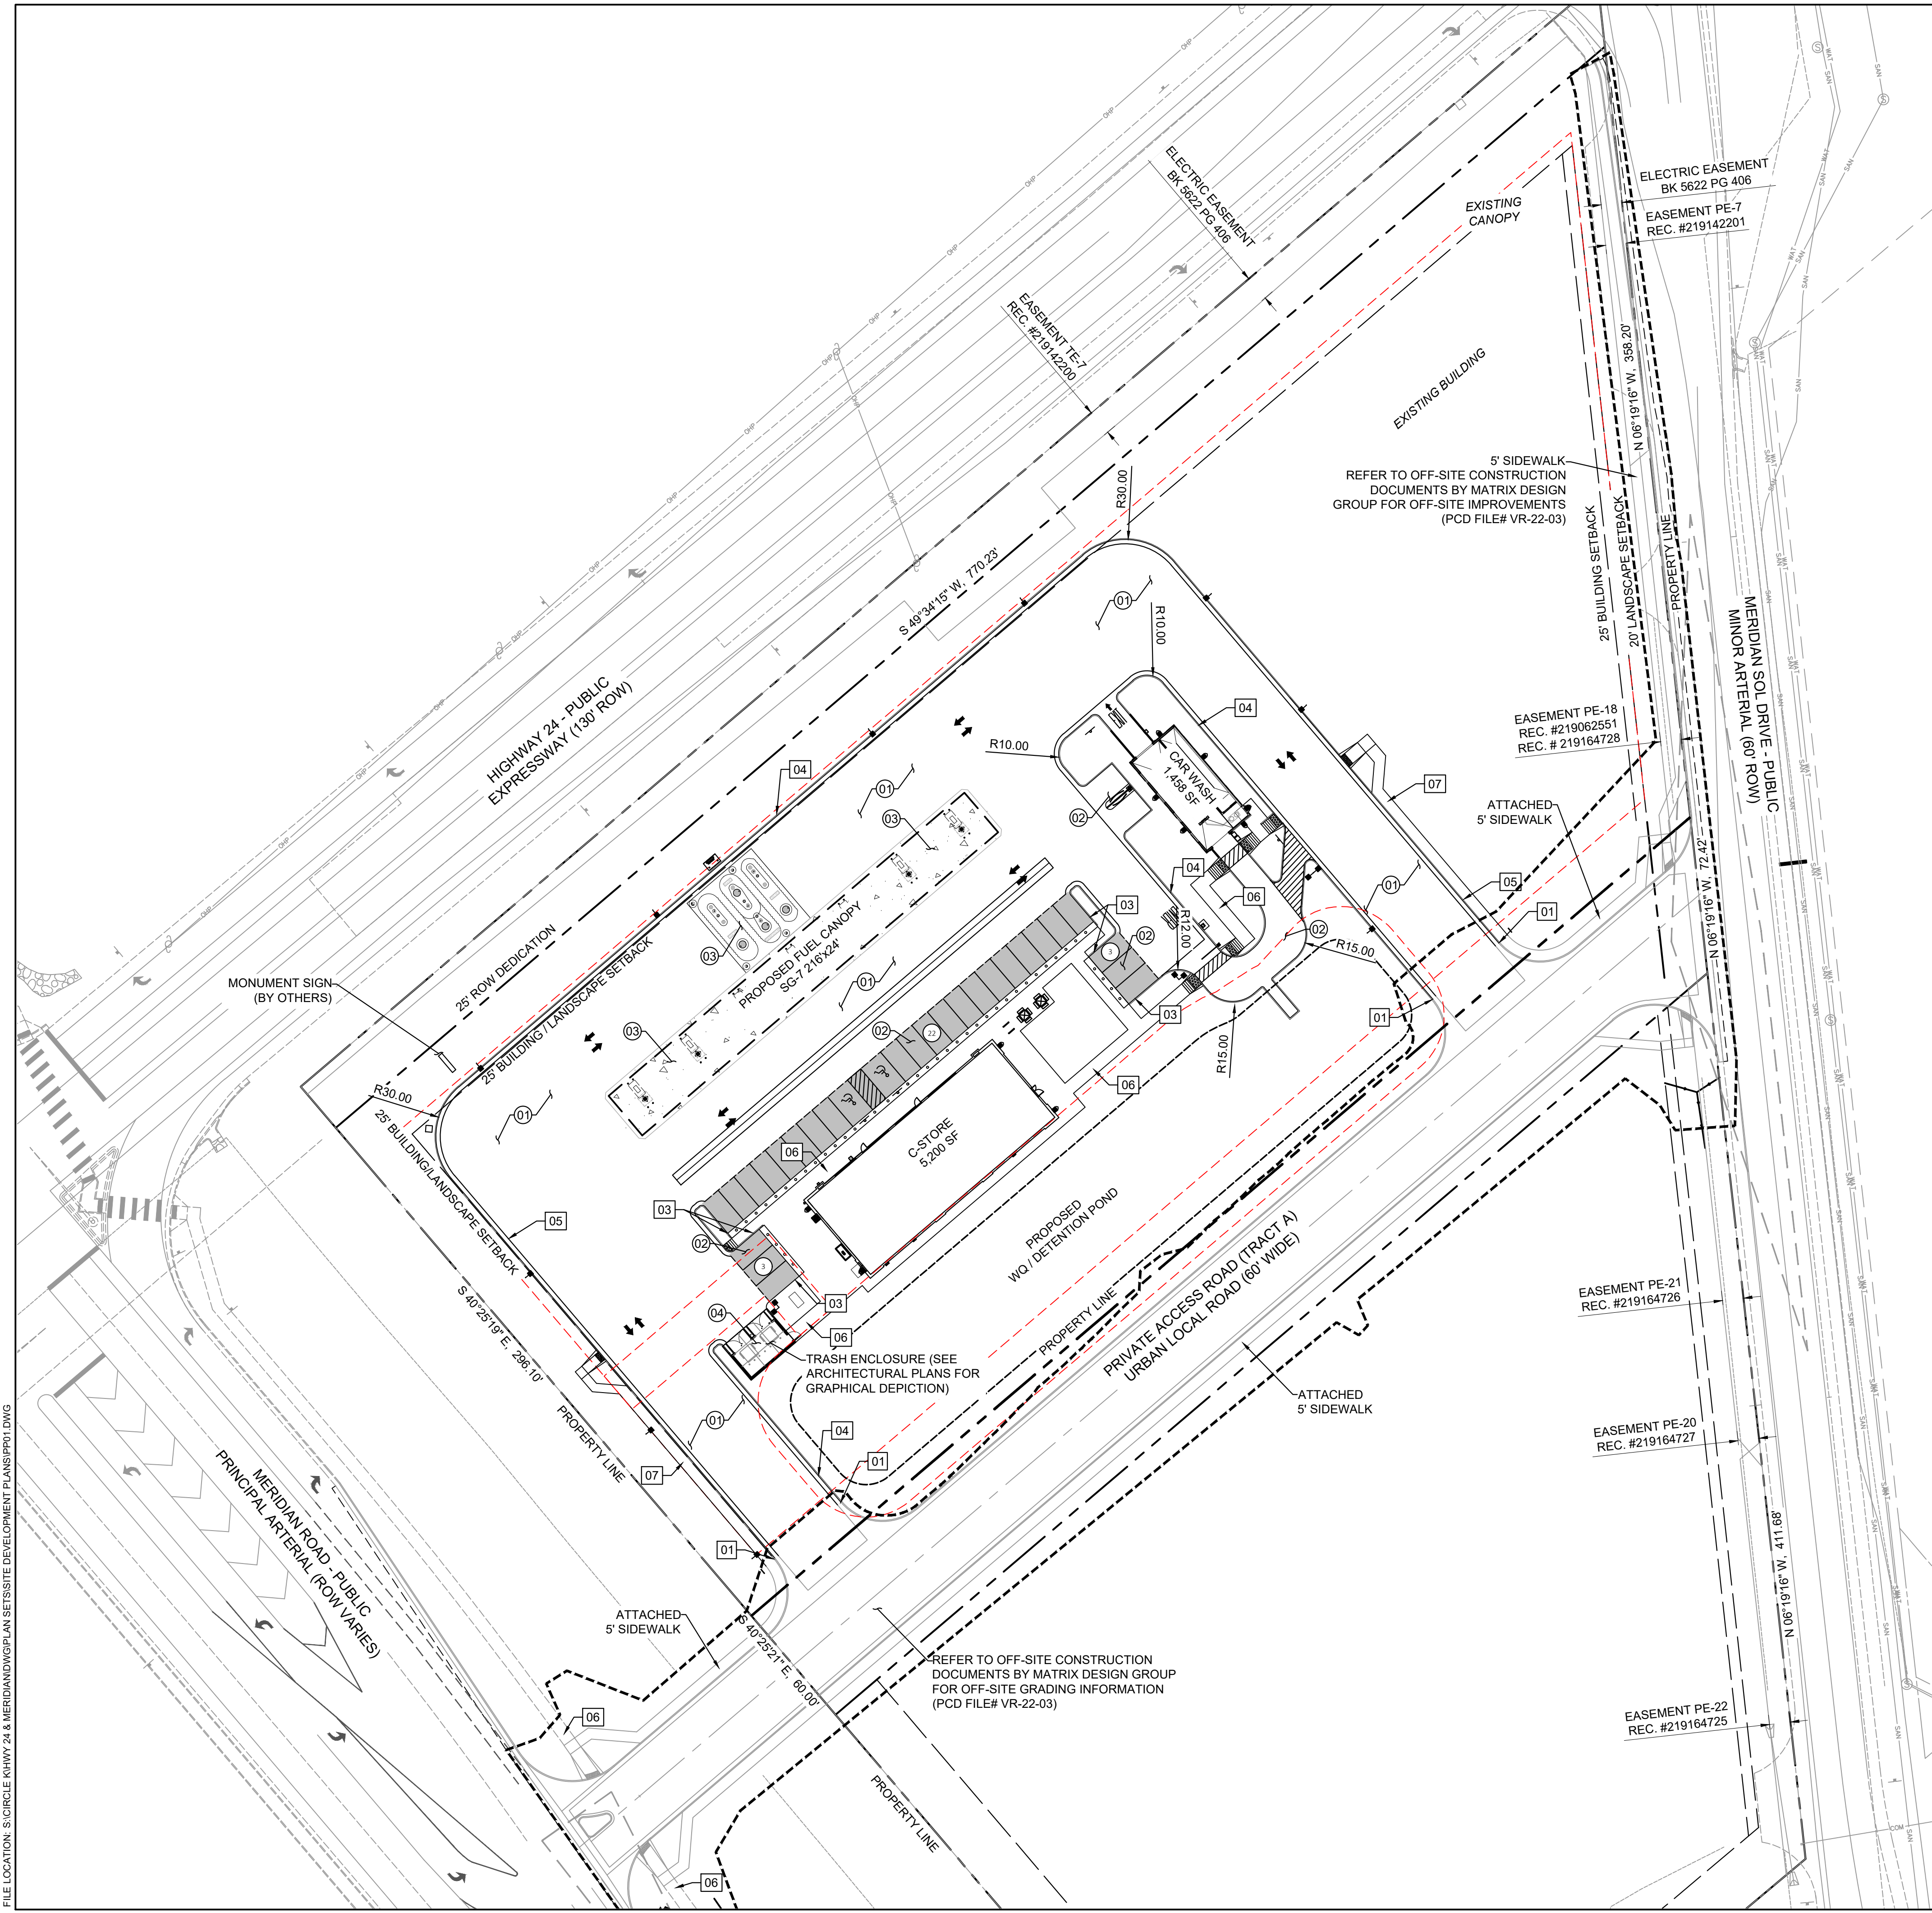 ELECTRIC EASEMENT
BK 5622 PG 406
EASEMENT TE-7
REC. #219142200
EXISTING
CANOPY
EXISTING BUILDING
ELECTRIC EASEMENT
BK 5622 PG 406
EASEMENT PE-7
REC. #219142201
N 06°19'16" W, 358.20'
5' SIDEWALK
REFER TO OFF-SITE CONSTRUCTION
DOCUMENTS BY MATRIX DESIGN
GROUP FOR OFF-SITE IMPROVEMENTS
(PCD FILE# VR-22-03)
25' BUILDING SETBACK
20' LANDSCAPE SETBACK
PROPERTY LINE
MERIDIAN SOL DRIVE - PUBLIC
MINOR ARTERIAL (60' ROW)
R30.00
S 49°34'15" W, 770.23'
HIGHWAY 24 - PUBLIC
EXPRESSWAY (130' ROW)
01
R10.00
04
R10.00
CAR WASH
1,458 SF
02
EASEMENT PE-18
REC. #219062551
REC. # 219164728
07
ATTACHED
5' SIDEWALK
N 06°19'16" W, 72.42'
04
01
03
03
PROPOSED FUEL CANOPY
SG-7 216'x24'
01
03
04
06
01
05
01
02
R12.00
R15.00
03
02
3
03
01
R15.00
06
25' ROW DEDICATION
25' BUILDING / LANDSCAPE SETBACK
MONUMENT SIGN
(BY OTHERS)
R30.00
01
02
22
25' BUILDING/LANDSCAPE SETBACK
05
06
C-STORE
5,200 SF
03
02
3
03
04
06
TRASH ENCLOSURE (SEE
ARCHITECTURAL PLANS FOR
GRAPHICAL DEPICTION)
PROPOSED
WQ / DETENTION POND
PROPERTY LINE
PRIVATE ACCESS ROAD (TRACT A)
URBAN LOCAL ROAD (60' WIDE)
ATTACHED
5' SIDEWALK
EASEMENT PE-21
REC. #219164726
EASEMENT PE-20
REC. #219164727
N 06°19'16" W, 411.68'
EASEMENT PE-22
REC. #219164725
S 40°25'19" E, 296.10'
PROPERTY LINE
01
04
01
07
01
MERIDIAN ROAD - PUBLIC
PRINCIPAL ARTERIAL (ROW VARIES)
ATTACHED
5' SIDEWALK
S 40°25'21" E, 60.00'
REFER TO OFF-SITE CONSTRUCTION
DOCUMENTS BY MATRIX DESIGN GROUP
FOR OFF-SITE GRADING INFORMATION
(PCD FILE# VR-22-03)
06
PROPERTY LINE
06
COM
OHP
WAT
SAN
FILE LOCATION: S:\CIRCLE K\HWY 24 & MERIDIAN\DWG\PLAN SETS\SITE DEVELOPMENT PLANS\PP01.DWG